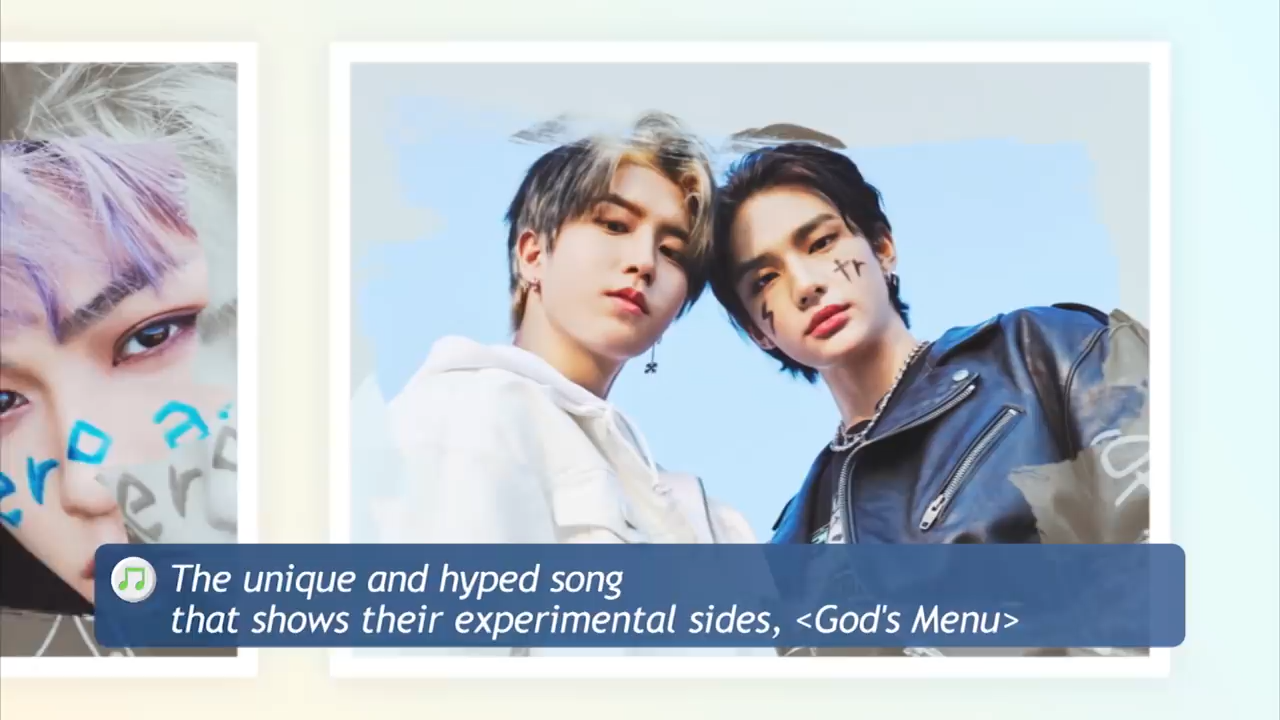 The unique and hyped song
that shows their experimental sides, <God's Menu>